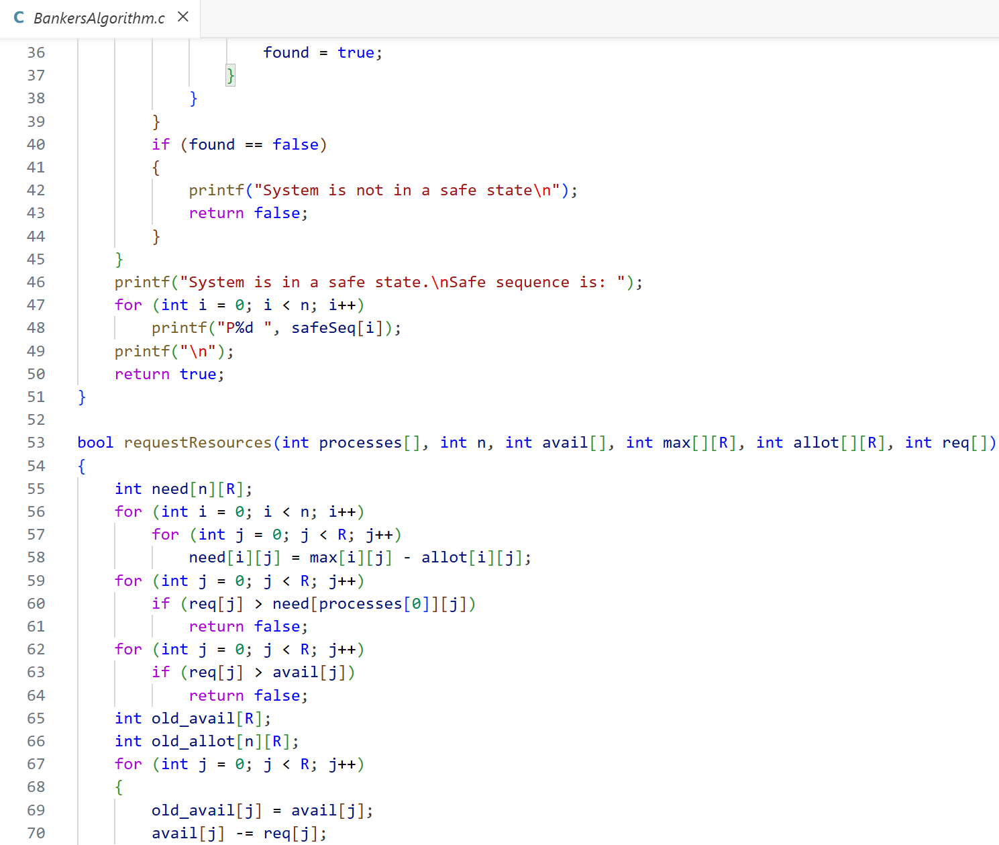 C BankersAlgorithm.c ×
36 found = true;
37 }
38 }
39 }
40 if (found == false)
41 {
42 printf("System is not in a safe state\n");
43 return false;
44 }
45 }
46 printf("System is in a safe state.\nSafe sequence is: ");
47 for (int i = 0; i < n; i++)
48 printf("P%d ", safeSeq[i]);
49 printf("\n");
50 return true;
51 }
52
53 bool requestResources(int processes[], int n, int avail[], int max[][R], int allot[][R], int req[])
54 {
55 int need[n][R];
56 for (int i = 0; i < n; i++)
57 for (int j = 0; j < R; j++)
58 need[i][j] = max[i][j] - allot[i][j];
59 for (int j = 0; j < R; j++)
60 if (req[j] > need[processes[0]][j])
61 return false;
62 for (int j = 0; j < R; j++)
63 if (req[j] > avail[j])
64 return false;
65 int old_avail[R];
66 int old_allot[n][R];
67 for (int j = 0; j < R; j++)
68 {
69 old_avail[j] = avail[j];
70 avail[j] -= req[j];